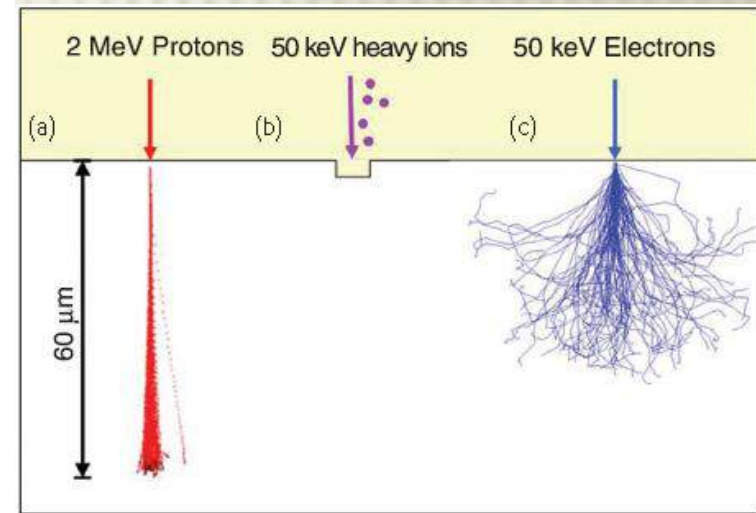 2 MeV Protons
50 keV heavy ions
50 keV Electrons
(a)
(b)
(c)
60 μm